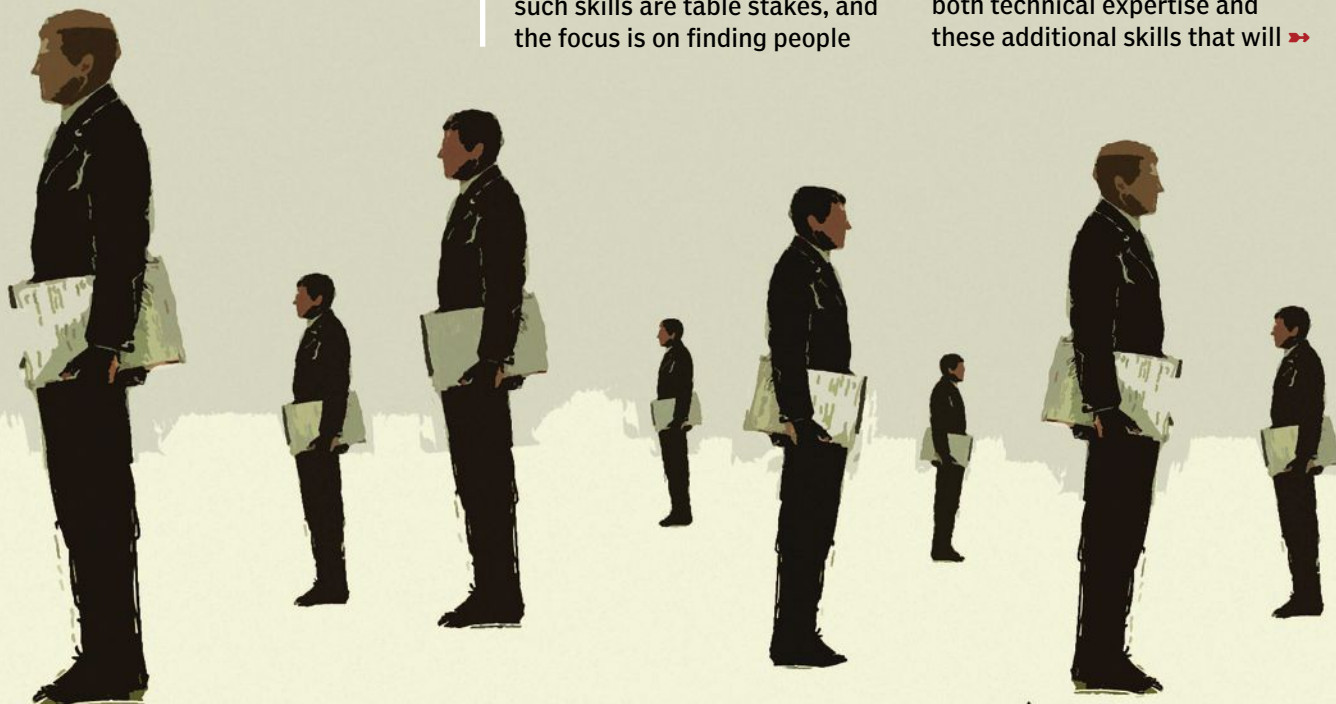 such skills are table stakes, and
the focus is on finding people
both technical expertise and
these additional skills that will